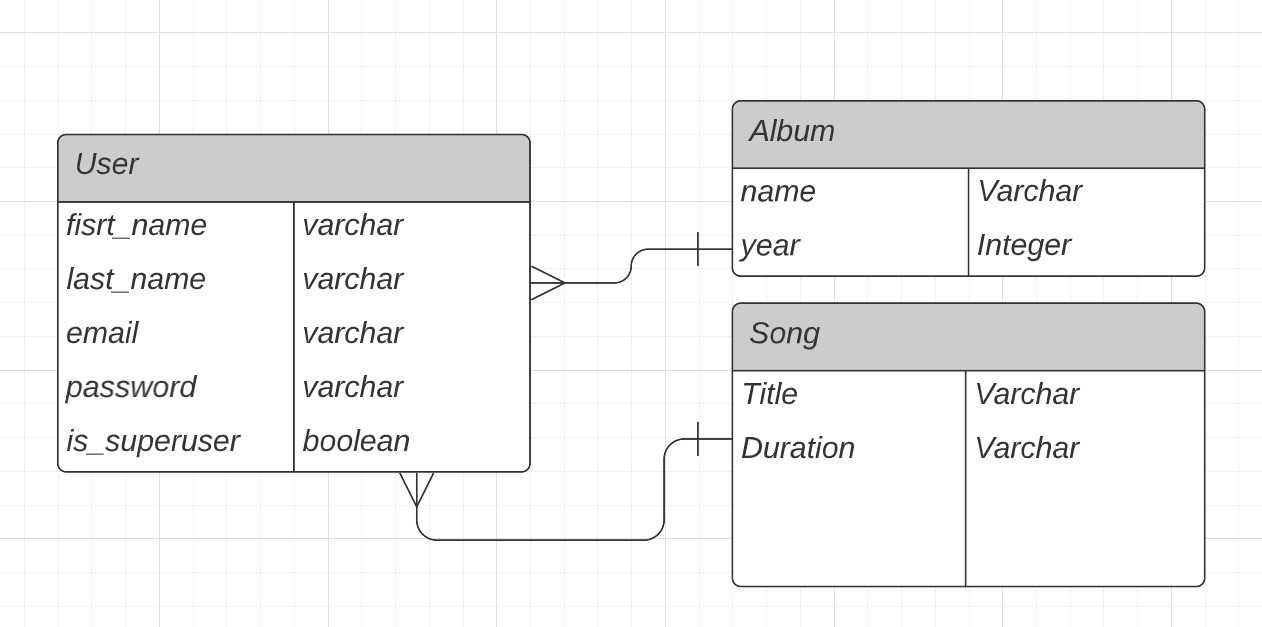 User
fisrt_name varchar
last_name varchar
email varchar
password varchar
is_superuser boolean
Album
name Varchar
year Integer
Song
Title Varchar
Duration Varchar